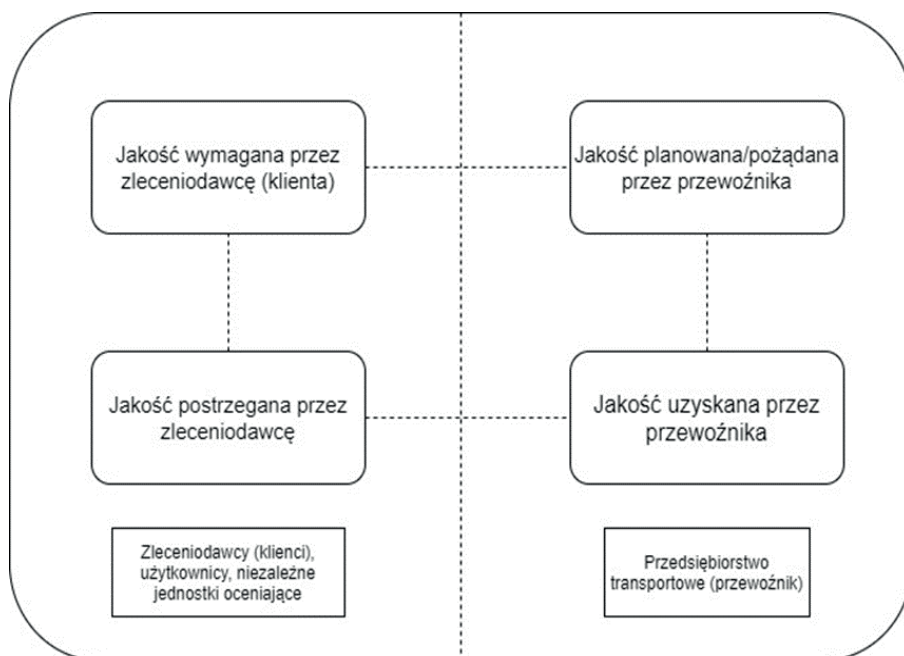 Jakość wymagana przez
zleceniodawcę (klienta)
Jakość planowana/pożądana
przez przewoźnika
Jakość postrzegana przez
zleceniodawcę
Jakość uzyskana przez
przewoźnika
Zleceniodawcy (klienci),
użytkownicy, niezależne
jednostki oceniające
Przedsiębiorstwo
transportowe (przewoźnik)